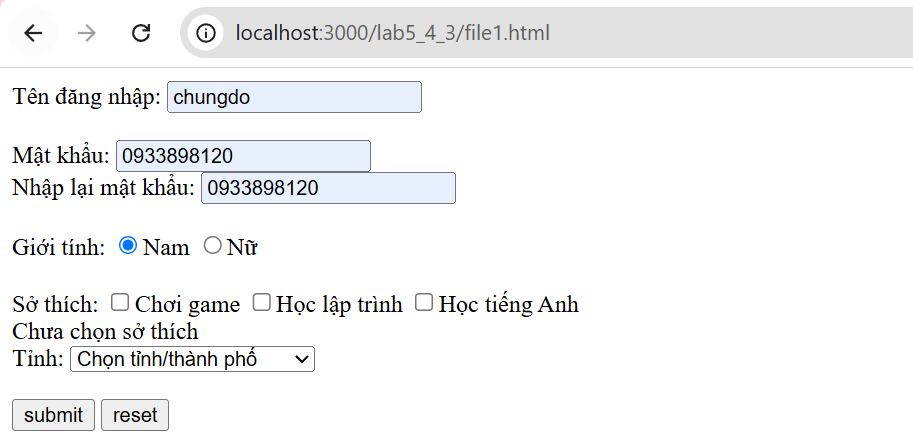 localhost:3000/lab5_4_3/file1.html
Tên đăng nhập: chungdo
Mật khẩu: 0933898120
Nhập lại mật khẩu: 0933898120
Giới tính: Nam Nữ
Sở thích: Chơi game Học lập trình Học tiếng Anh
Chưa chọn sở thích
Tỉnh: Chọn tỉnh/thành phố
submit reset